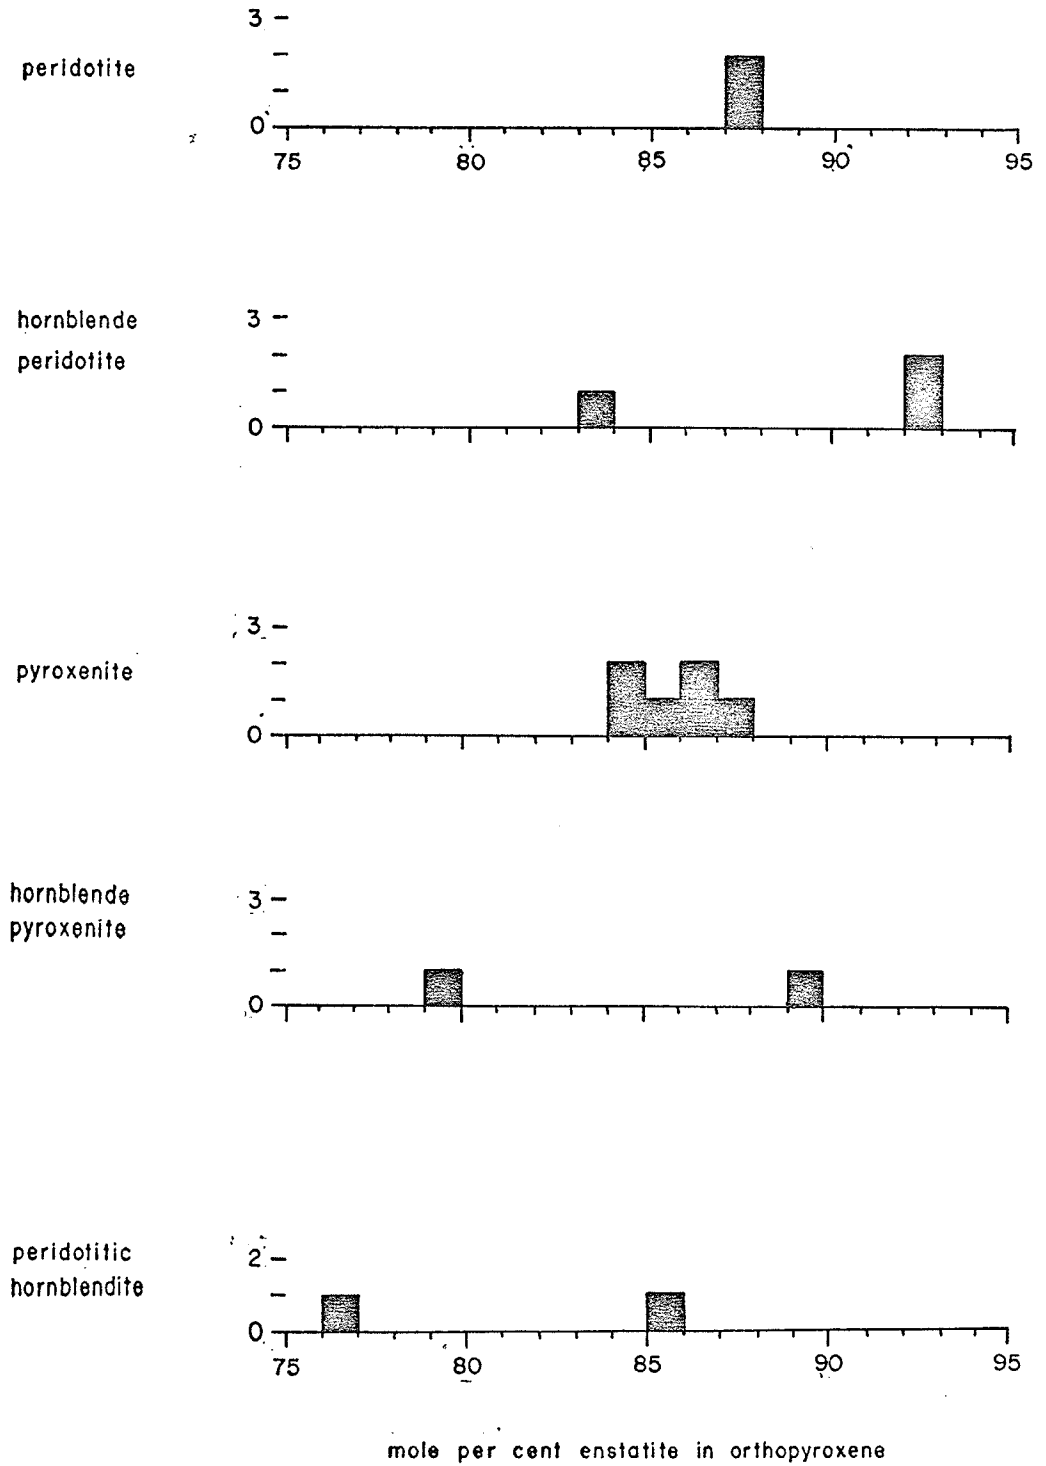 3
peridotite
0
75 80 85 90 95
hornblende
3
peridotite
0
3
pyroxenite
0
hornblende
3
pyroxenite
0
peridotitic
2
hornblendite
0
75 80 85 90 95
mole per cent enstatite in orthopyroxene